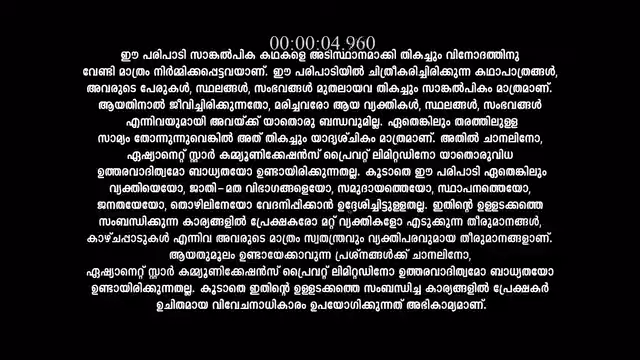 00:00:04.960
ഈ പരിപാടി സാങ്കൽപിക കഥകളെ അടിസ്ഥാനമാക്കി തികച്ചും വിനോദത്തിനു
വേണ്ടി മാത്രം നിർമ്മിക്കപ്പെട്ടവയാണ്. ഈ പരിപാടിയിൽ ചിത്രീകരിച്ചിരിക്കുന്ന കഥാപാത്രങ്ങൾ,
അവരുടെ പേരുകൾ, സ്ഥലങ്ങൾ, സംഭവങ്ങൾ മുതലായവ തികച്ചും സാങ്കൽപികം മാത്രമാണ്.
ആയതിനാൽ ജീവിച്ചിരിക്കുന്നതോ, മരിച്ചവരോ ആയ വ്യക്തികൾ, സ്ഥലങ്ങൾ, സംഭവങ്ങൾ
എന്നിവയുമായി അവയ്ക്ക് യാതൊരു ബന്ധവുമില്ല. ഏതെങ്കിലും തരത്തിലുള്ള
സാമ്യം തോന്നുന്നുവെങ്കിൽ അത് തികച്ചും യാദൃശ്ചികം മാത്രമാണ്. അതിൽ ചാനലിനോ,
ഏഷ്യാനെറ്റ് സ്റ്റാർ കമ്മ്യൂണിക്കേഷൻസ് പ്രൈവറ്റ് ലിമിറ്റഡിനോ യാതൊരുവിധ
ഉത്തരവാദിത്വമോ ബാധ്യതയോ ഉണ്ടായിരിക്കുന്നതല്ല. കൂടാതെ ഈ പരിപാടി ഏതെങ്കിലും
വ്യക്തിയെയോ, ജാതി-മത വിഭാഗങ്ങളെയോ, സമുദായത്തെയോ, സ്ഥാപനത്തെയോ,
ജനതയേയോ, തൊഴിലിനേയോ വേദനിപ്പിക്കാൻ ഉദ്ദേശിച്ചിട്ടുള്ളതല്ല. ഇതിന്റെ ഉള്ളടക്കത്തെ
സംബന്ധിക്കുന്ന കാര്യങ്ങളിൽ പ്രേക്ഷകരോ മറ്റ് വ്യക്തികളോ എടുക്കുന്ന തീരുമാനങ്ങൾ,
കാഴ്ചപ്പാടുകൾ എന്നിവ അവരുടെ മാത്രം സ്വതന്ത്രവും വ്യക്തിപരവുമായ തീരുമാനങ്ങളാണ്.
ആയതുമൂലം ഉണ്ടായേക്കാവുന്ന പ്രശ്നങ്ങൾക്ക് ചാനലിനോ,
ഏഷ്യാനെറ്റ് സ്റ്റാർ കമ്മ്യൂണിക്കേഷൻസ് പ്രൈവറ്റ് ലിമിറ്റഡിനോ ഉത്തരവാദിത്വമോ ബാധ്യതയോ
ഉണ്ടായിരിക്കുന്നതല്ല. കൂടാതെ ഇതിന്റെ ഉള്ളടക്കത്തെ സംബന്ധിച്ച കാര്യങ്ങളിൽ പ്രേക്ഷകർ
ഉചിതമായ വിവേചനാധികാരം ഉപയോഗിക്കുന്നത് അഭികാമ്യമാണ്.